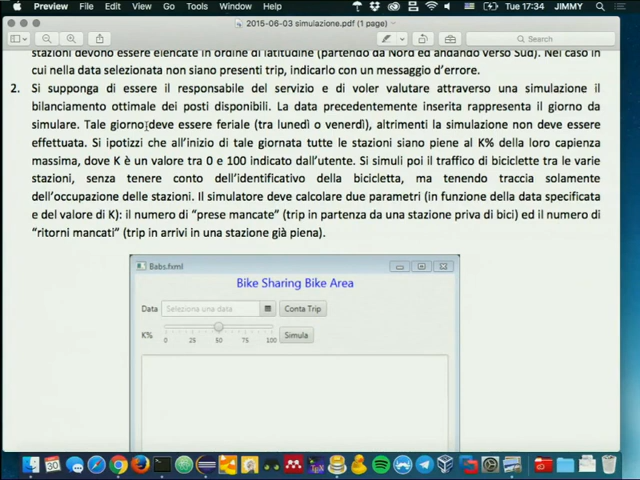 Preview File Edit View Go Tools Window Help Tue 17:34 JIMMY
2015-06-03 simulazione.pdf (1 page)
Search
stazioni devono essere elencate in ordine di latitudine (partendo da Nord ed andando verso Sud). Nel caso in
cui nella data selezionata non siano presenti trip, indicarlo con un messaggio d'errore.
2. Si supponga di essere il responsabile del servizio e di voler valutare attraverso una simulazione il
bilanciamento ottimale dei posti disponibili. La data precedentemente inserita rappresenta il giorno da
simulare. Tale giorno deve essere feriale (tra lunedì o venerdì), altrimenti la simulazione non deve essere
effettuata. Si ipotizzi che all'inizio di tale giornata tutte le stazioni siano piene al K% della loro capienza
massima, dove K è un valore tra 0 e 100 indicato dall'utente. Si simuli poi il traffico di biciclette tra le varie
stazioni, senza tenere conto dell'identificativo della bicicletta, ma tenendo traccia solamente
dell'occupazione delle stazioni. Il simulatore deve calcolare due parametri (in funzione della data specificata
e del valore di K): il numero di "prese mancate" (trip in partenza da una stazione priva di bici) ed il numero di
"ritorni mancati" (trip in arrivi in una stazione già piena).
Babs.fxml
Bike Sharing Bike Area
Data Seleziona una data Conta Trip
K% Simula
0 25 50 75 100
30